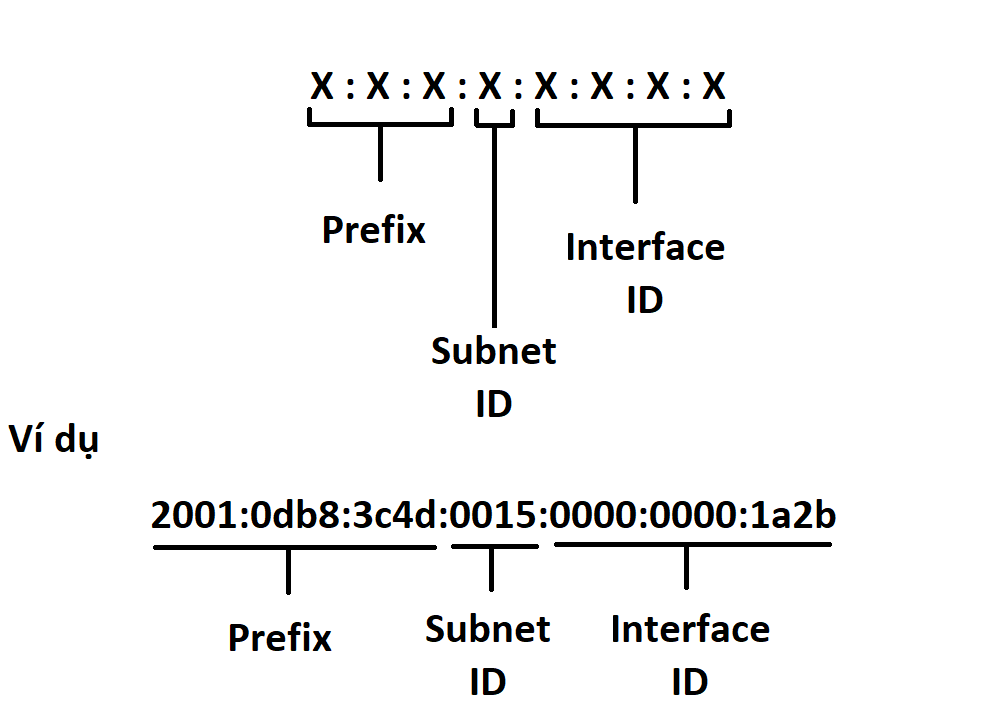 X : X : X : X : X : X : X : X
Prefix
Interface
ID
Subnet
ID
Ví dụ
2001:0db8:3c4d:0015:0000:0000:1a2b
Prefix
Subnet
ID
Interface
ID